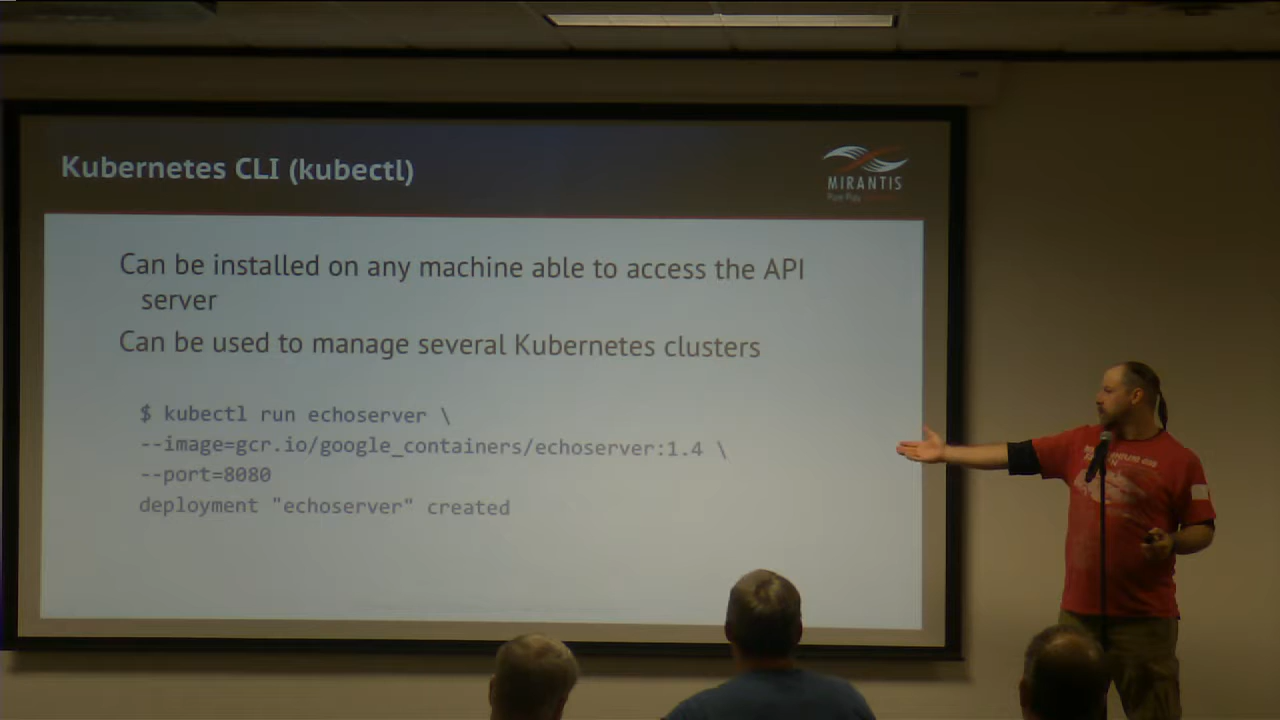 Kubernetes CLI (kubectl)
MIRANTIS
Pure Play
Can be installed on any machine able to access the API
server
Can be used to manage several Kubernetes clusters
$ kubectl run echoserver \
--image=gcr.io/google_containers/echoserver:1.4 \
--port=8080
deployment "echoserver" created